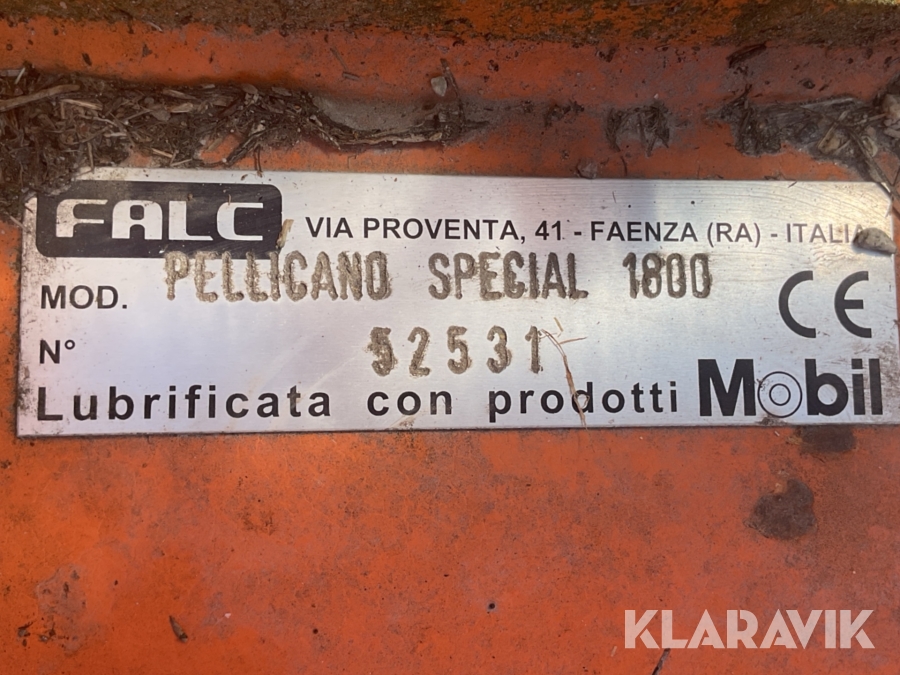 FALC VIA PROVENTA, 41 - FAENZA (RA) - ITALIA
MOD. PELLICANO SPECIAL 1800
N° 52531
CE
Lubrificata con prodotti Mobil
KLARAVIK